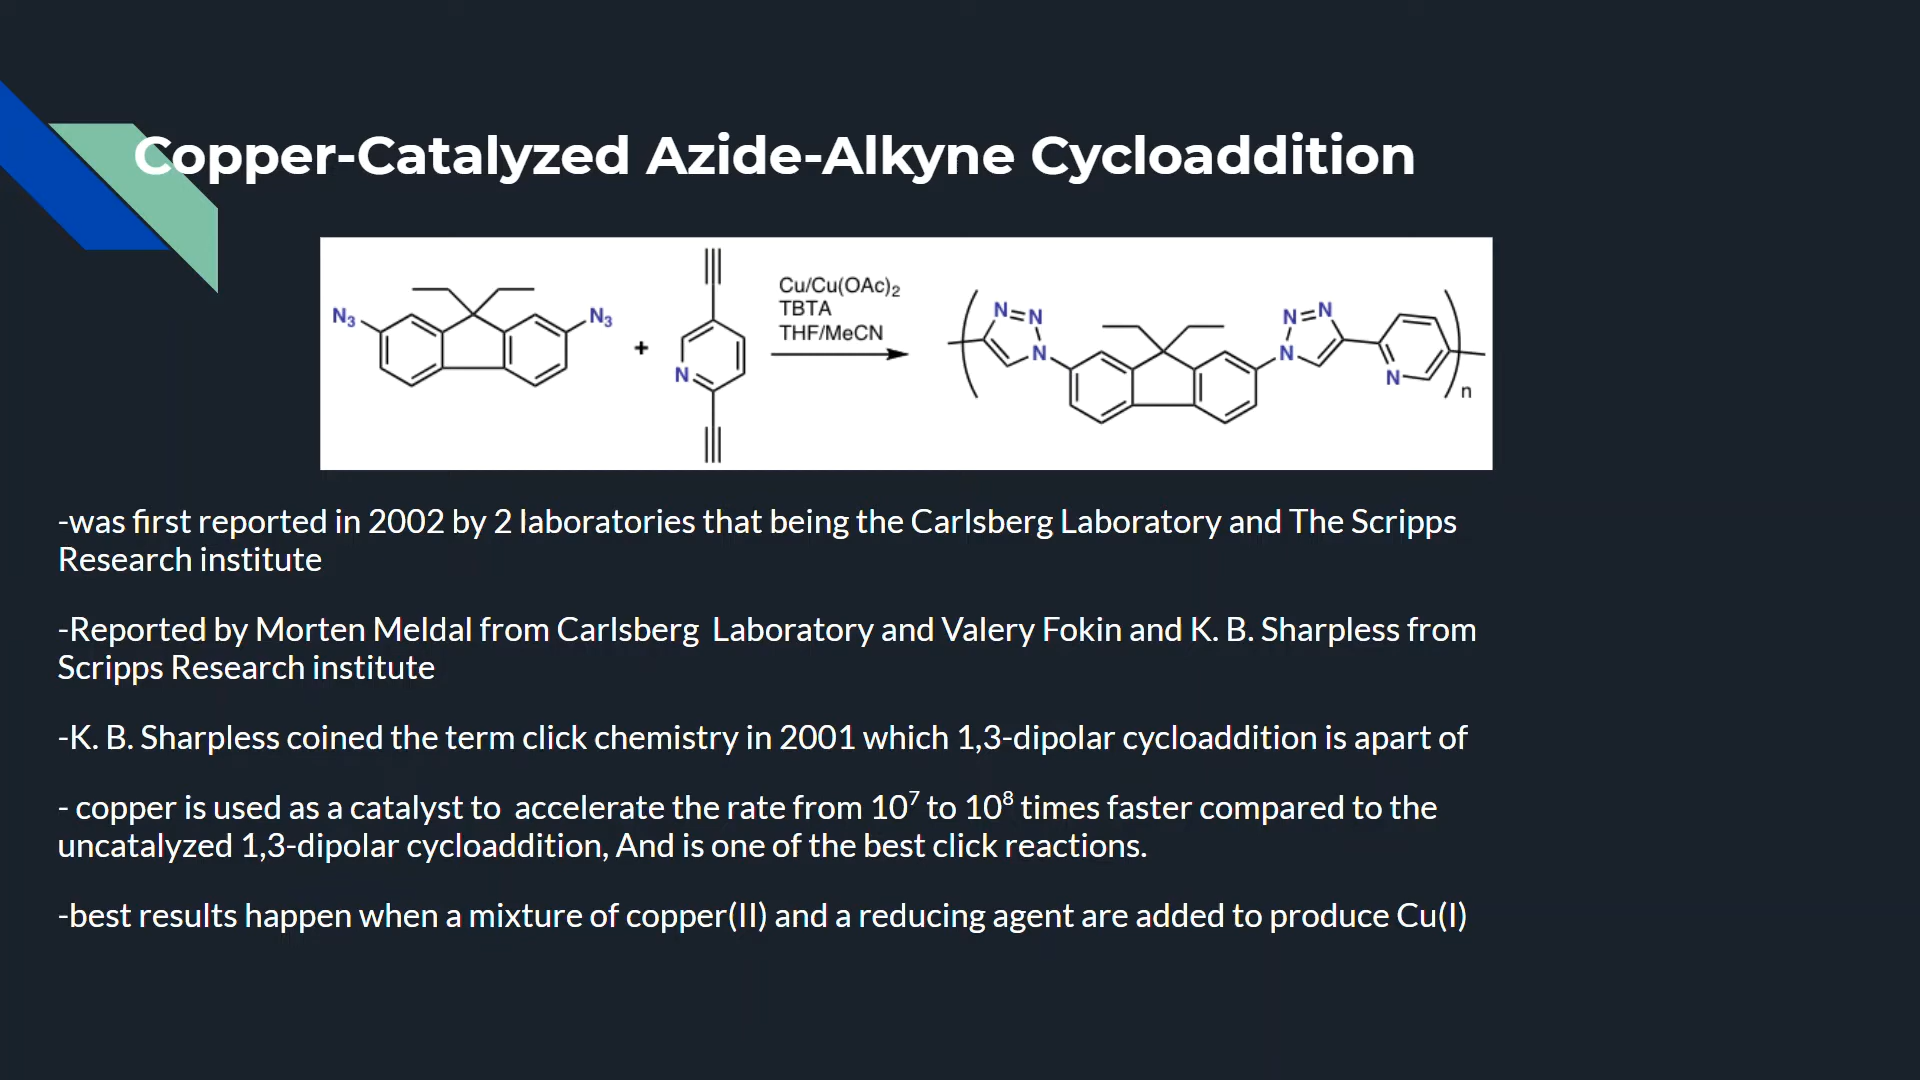 Copper-Catalyzed Azide-Alkyne Cycloaddition
N3
N3
+
N
Cu/Cu(OAc)2
TBTA
THF/MeCN
N=N
N
N=N
N
N
n
-was first reported in 2002 by 2 laboratories that being the Carlsberg Laboratory and The Scripps
Research institute
-Reported by Morten Meldal from Carlsberg Laboratory and Valery Fokin and K. B. Sharpless from
Scripps Research institute
-K. B. Sharpless coined the term click chemistry in 2001 which 1,3-dipolar cycloaddition is apart of
- copper is used as a catalyst to accelerate the rate from 10⁷ to 10⁸ times faster compared to the
uncatalyzed 1,3-dipolar cycloaddition, And is one of the best click reactions.
-best results happen when a mixture of copper(II) and a reducing agent are added to produce Cu(I)